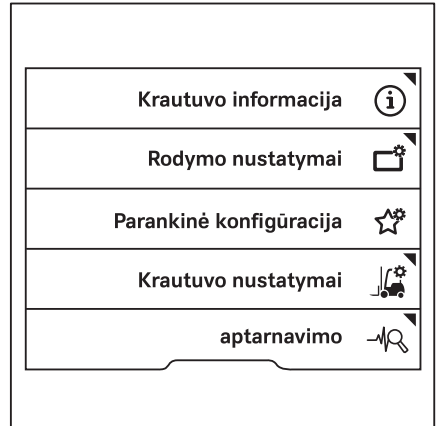 Krautuvo informacija
Rodymo nustatymai
Parankinė konfigūracija
Krautuvo nustatymai
aptarnavimo